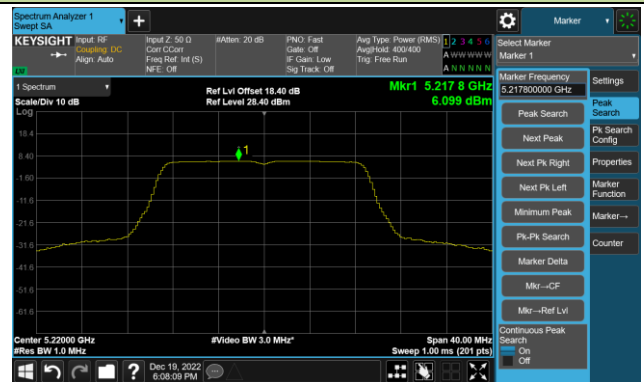 Spectrum Analyzer 1
Swept SA
Marker
KEYSIGHT
Input: RF
Coupling: DC
Align: Auto
Input Z: 50 Ω
Corr CCorr
Freq Ref: Int (S)
NFE: Off
#Atten: 20 dB
PNO: Fast
Gate: Off
IF Gain: Low
Sig Track: Off
Avg Type: Power (RMS)
Avg|Hold: 400/400
Trig: Free Run
1 2 3 4 5 6
A W W W W W
A N N N N N
Select Marker
Marker 1
1 Spectrum
Scale/Div 10 dB
Log
Ref Lvl Offset 18.40 dB
Ref Level 28.40 dBm
Mkr1 5.217 8 GHz
6.099 dBm
18.4
8.40
-1.60
-11.6
-21.6
-31.6
-41.6
-51.6
-61.6
1
Center 5.22000 GHz
#Res BW 1.0 MHz
#Video BW 3.0 MHz*
Span 40.00 MHz
Sweep 1.00 ms (201 pts)
Marker Frequency
5.217800000 GHz
Peak Search
Next Peak
Next Pk Right
Next Pk Left
Minimum Peak
Pk-Pk Search
Marker Delta
Mkr→CF
Mkr→Ref Lvl
Continuous Peak
Search
On
Off
Settings
Peak
Search
Pk Search
Config
Properties
Marker
Function
Marker→
Counter
Dec 19, 2022
6:08:09 PM